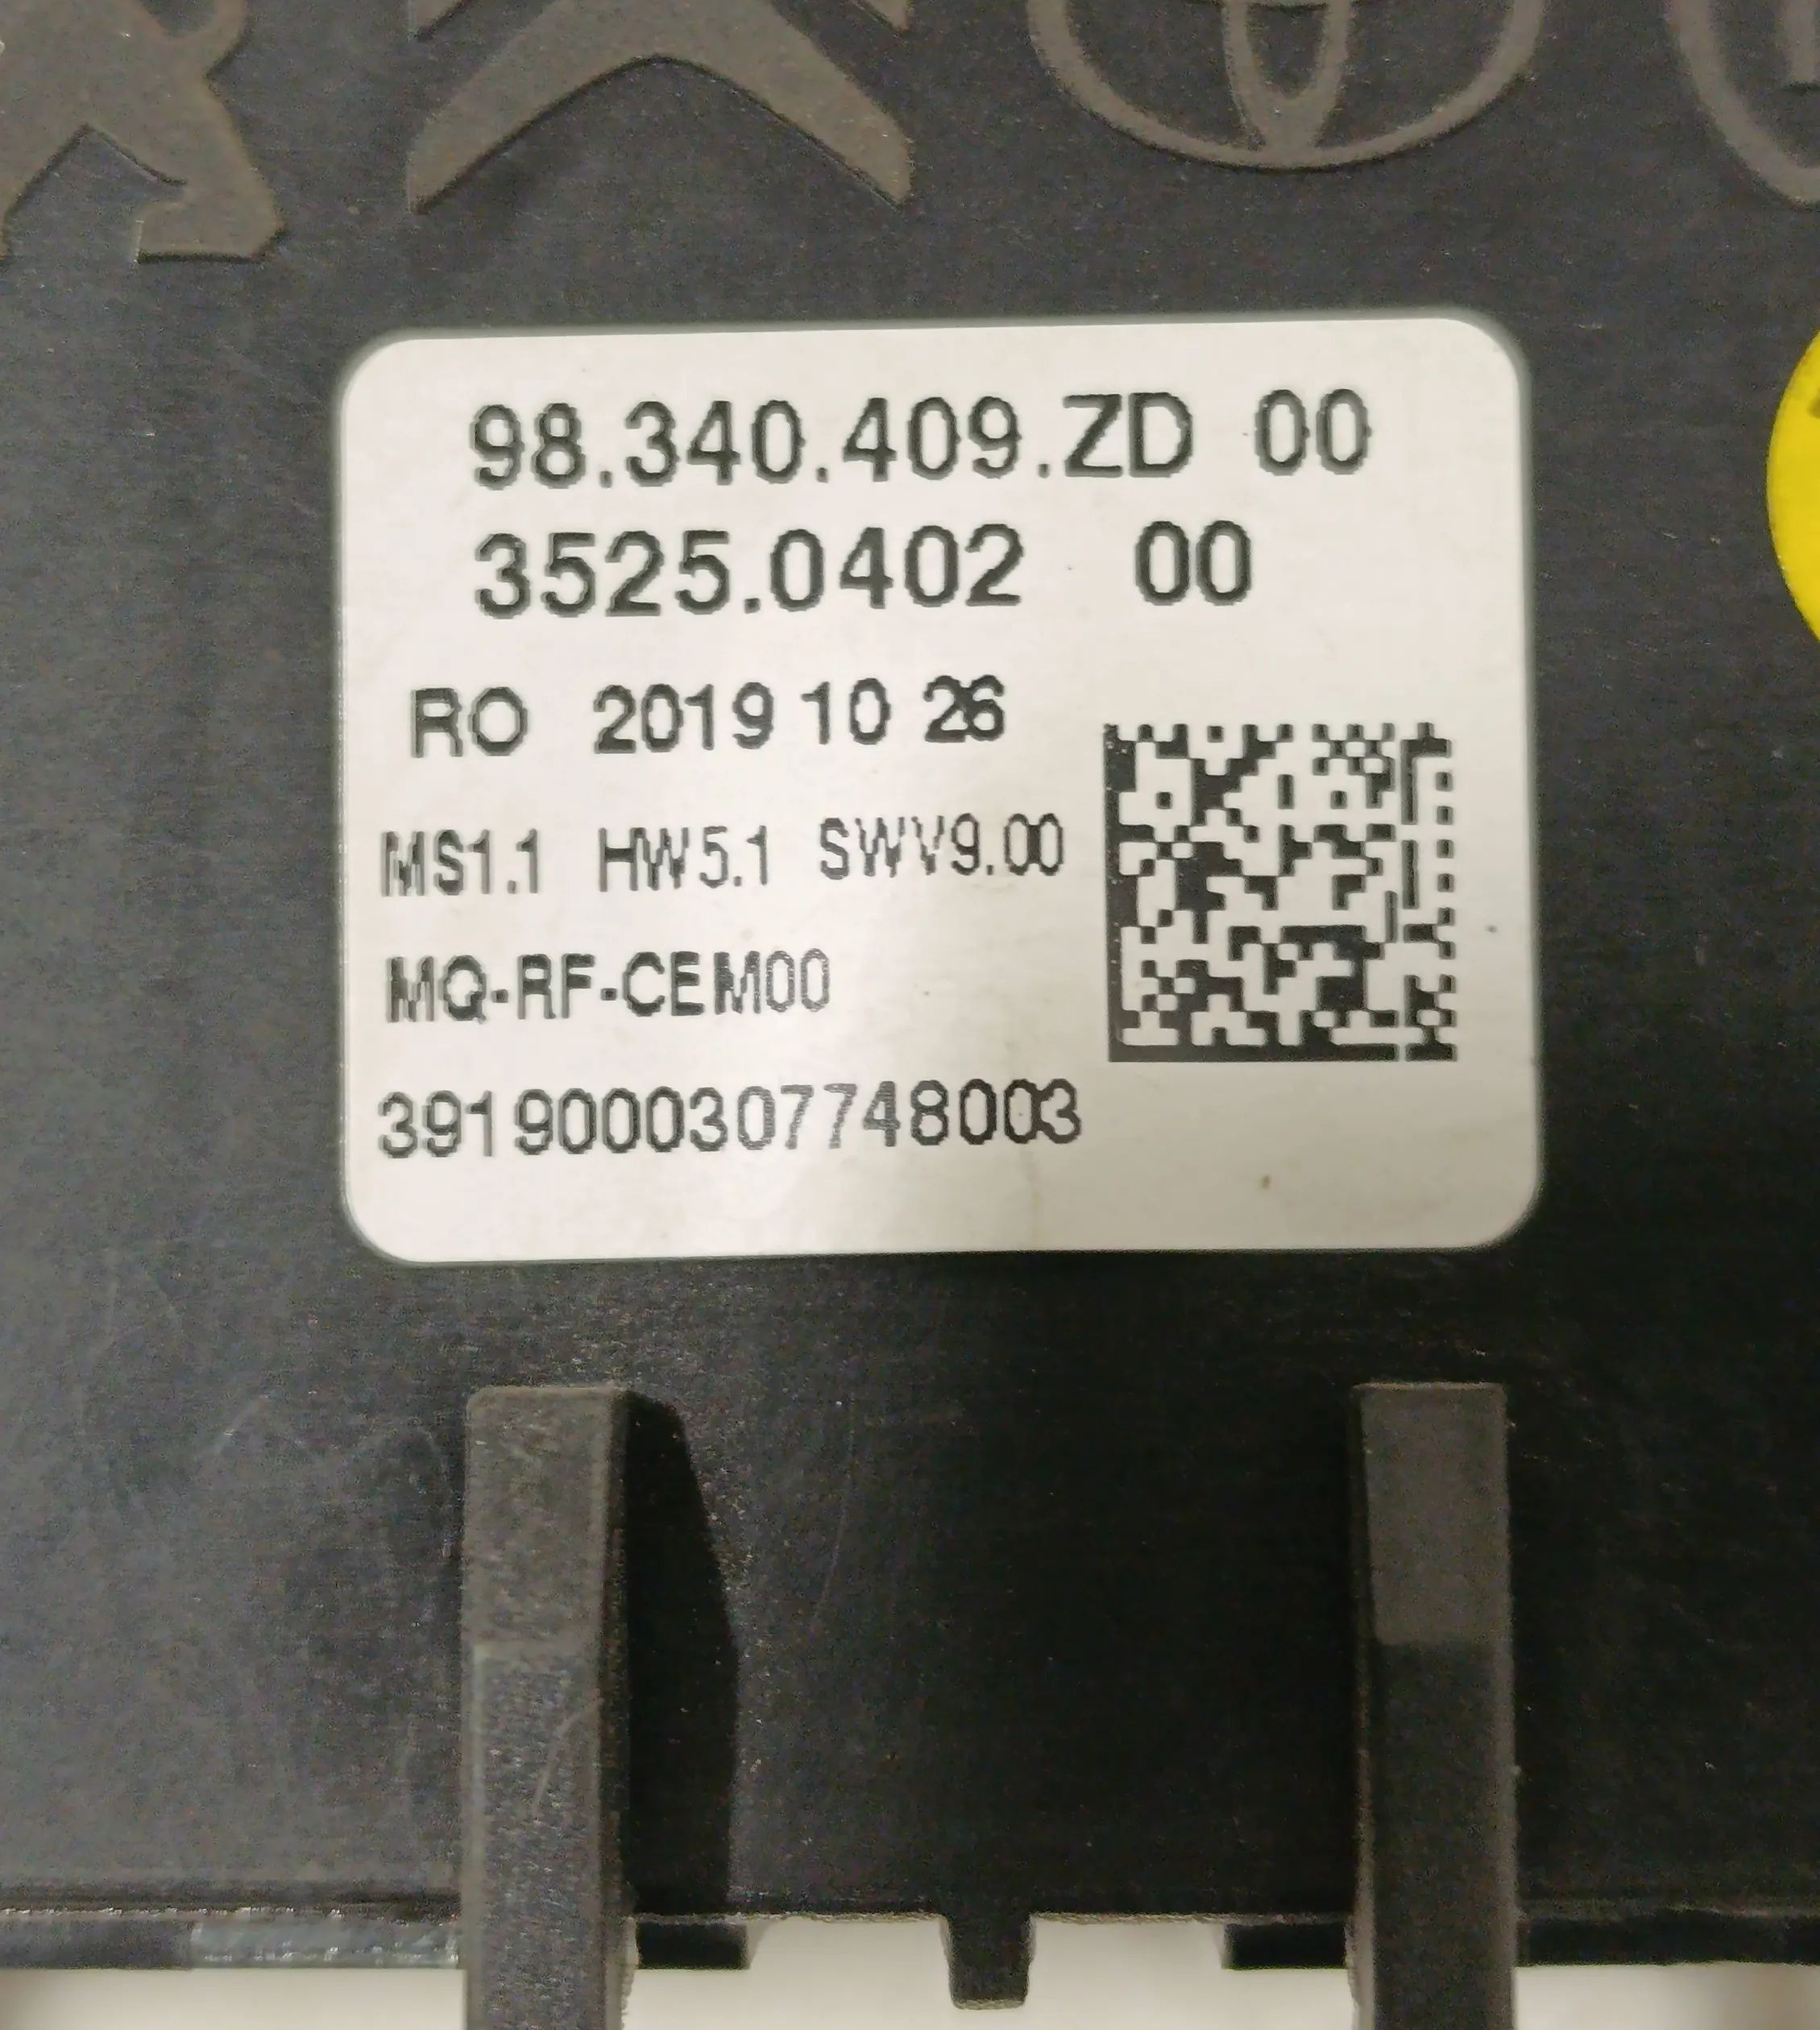 98.340.409.ZD 00
3525.0402 00
RO 2019 10 26
MS1.1 HW5.1 SWV9.00
MQ-RF-CEM00
3919000307748003